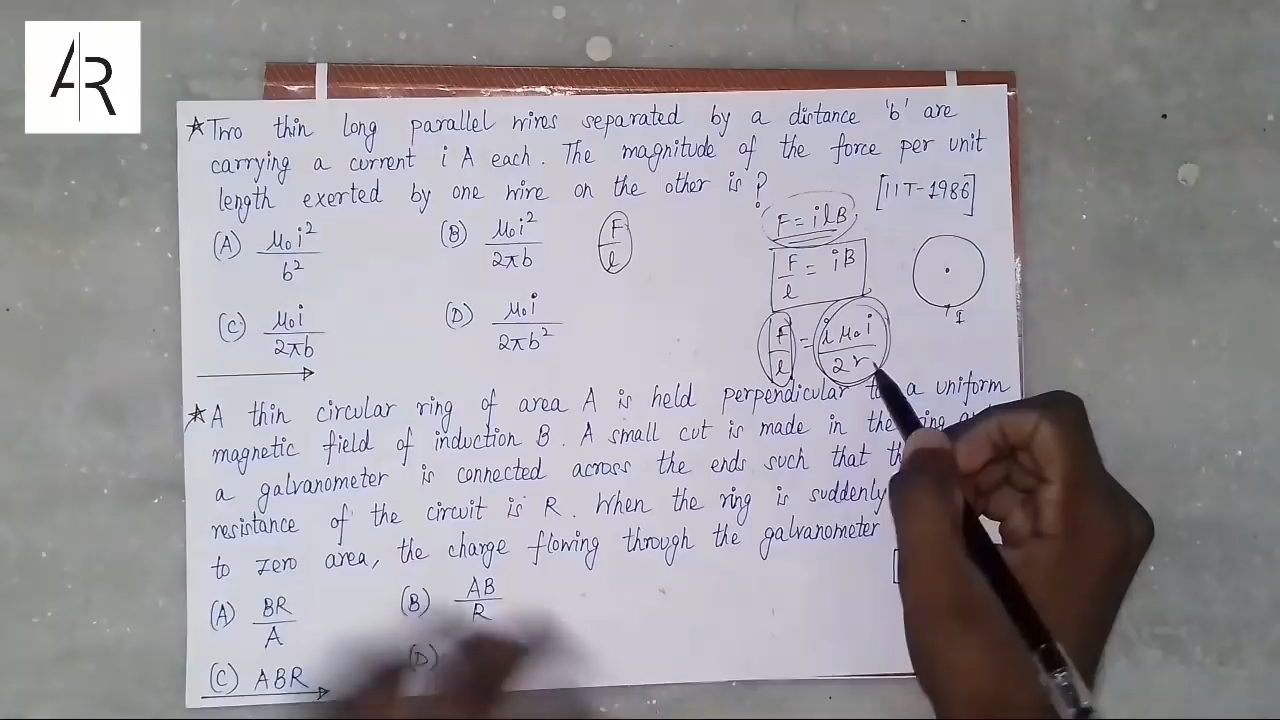 AR
★Two thin long parallel wires separated by a distance 'b' are
carrying a current i A each. The magnitude of the force per unit
length exerted by one wire on the other is ?
[IIT-1986]
(A) μ₀i²/b² (B) μ₀i²/2πb F/l
(C) μ₀i/2πb (D) μ₀i/2πb²
F = ilB
F/l = iB
F/l = iμ₀i/2r
I
★A thin circular ring of area A is held perpendicular to a uniform
magnetic field of induction B. A small cut is made in the ring
a galvanometer is connected across the ends such that
resistance of the circuit is R. When the ring is suddenly
to zero area, the charge flowing through the galvanometer
(A) BR/A (B) AB/R
(C) ABR (D)